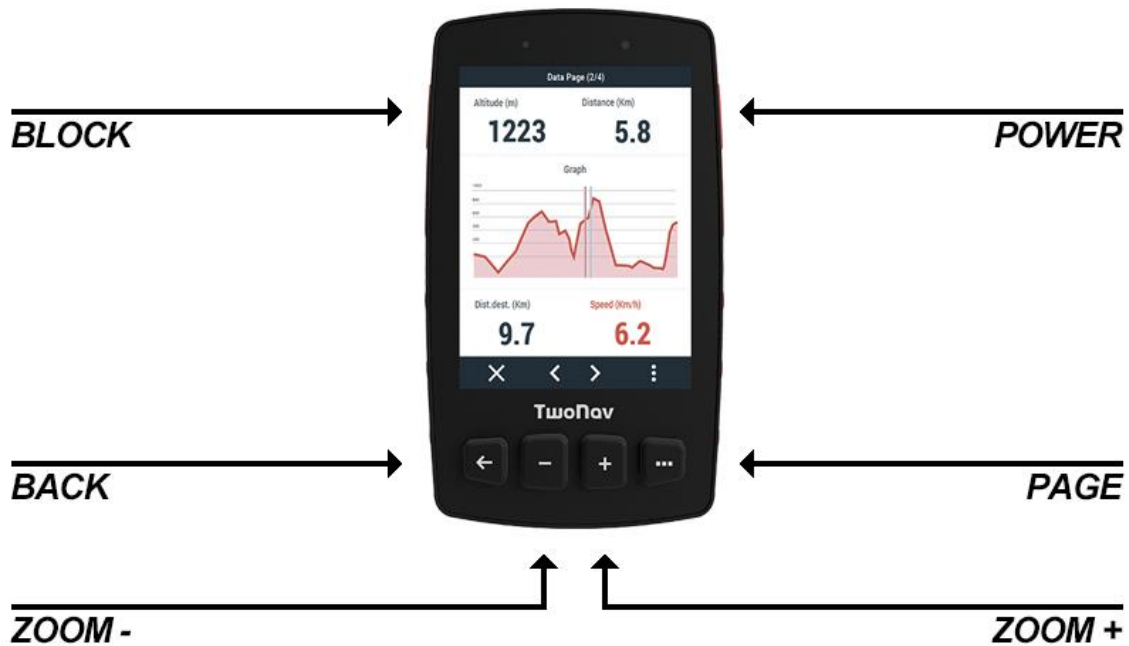 Data Page (2/4)
Altitude (m) Distance (Km)
1223 5.8
BLOCK
POWER
Graph
Dist.dest. (Km) Speed (Km/h)
9.7 6.2
TwoNav
BACK
PAGE
ZOOM -
ZOOM +